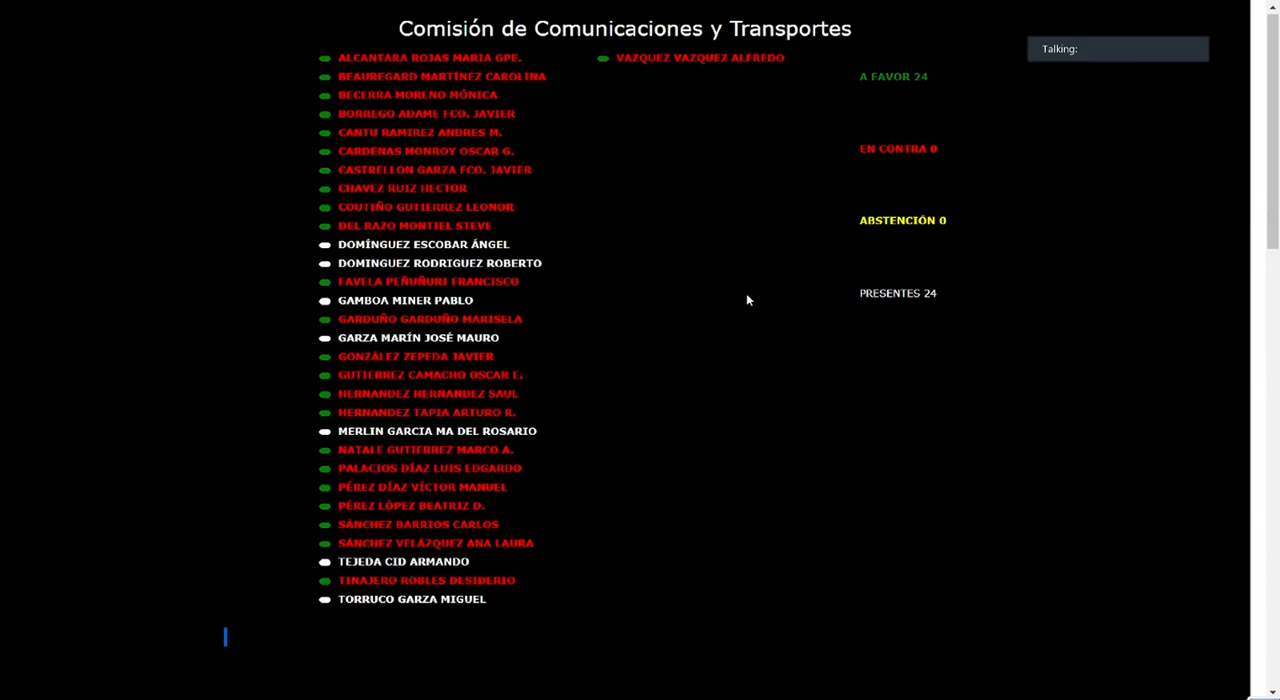 Comisión de Comunicaciones y Transportes
Talking:
ALCANTARA ROJAS MARIA GPE.
BEAUREGARD MARTÍNEZ CAROLINA
BECERRA MORENO MÓNICA
BORREGO ADAME FCO. JAVIER
CANTU RAMIREZ ANDRES M.
CARDENAS MONROY OSCAR G.
CASTRELLON GARZA FCO. JAVIER
CHAVEZ RUIZ HECTOR
COUTIÑO GUTIERREZ LEONOR
DEL RAZO MONTIEL STEVE
DOMÍNGUEZ ESCOBAR ÁNGEL
DOMINGUEZ RODRIGUEZ ROBERTO
FAVELA PEÑUÑURI FRANCISCO
GAMBOA MINER PABLO
GARDUÑO GARDUÑO MARISELA
GARZA MARÍN JOSÉ MAURO
GONZÁLEZ ZEPEDA JAVIER
GUTIERREZ CAMACHO OSCAR E.
HERNANDEZ HERNANDEZ SAUL
HERNANDEZ TAPIA ARTURO R.
MERLIN GARCIA MA DEL ROSARIO
NATALE GUTIERREZ MARCO A.
PALACIOS DÍAZ LUIS EDGARDO
PÉREZ DÍAZ VÍCTOR MANUEL
PÉREZ LÓPEZ BEATRIZ D.
SÁNCHEZ BARRIOS CARLOS
SÁNCHEZ VELÁZQUEZ ANA LAURA
TEJEDA CID ARMANDO
TINAJERO ROBLES DESIDERIO
TORRUCO GARZA MIGUEL
VAZQUEZ VAZQUEZ ALFREDO
A FAVOR 24
EN CONTRA 0
ABSTENCIÓN 0
PRESENTES 24